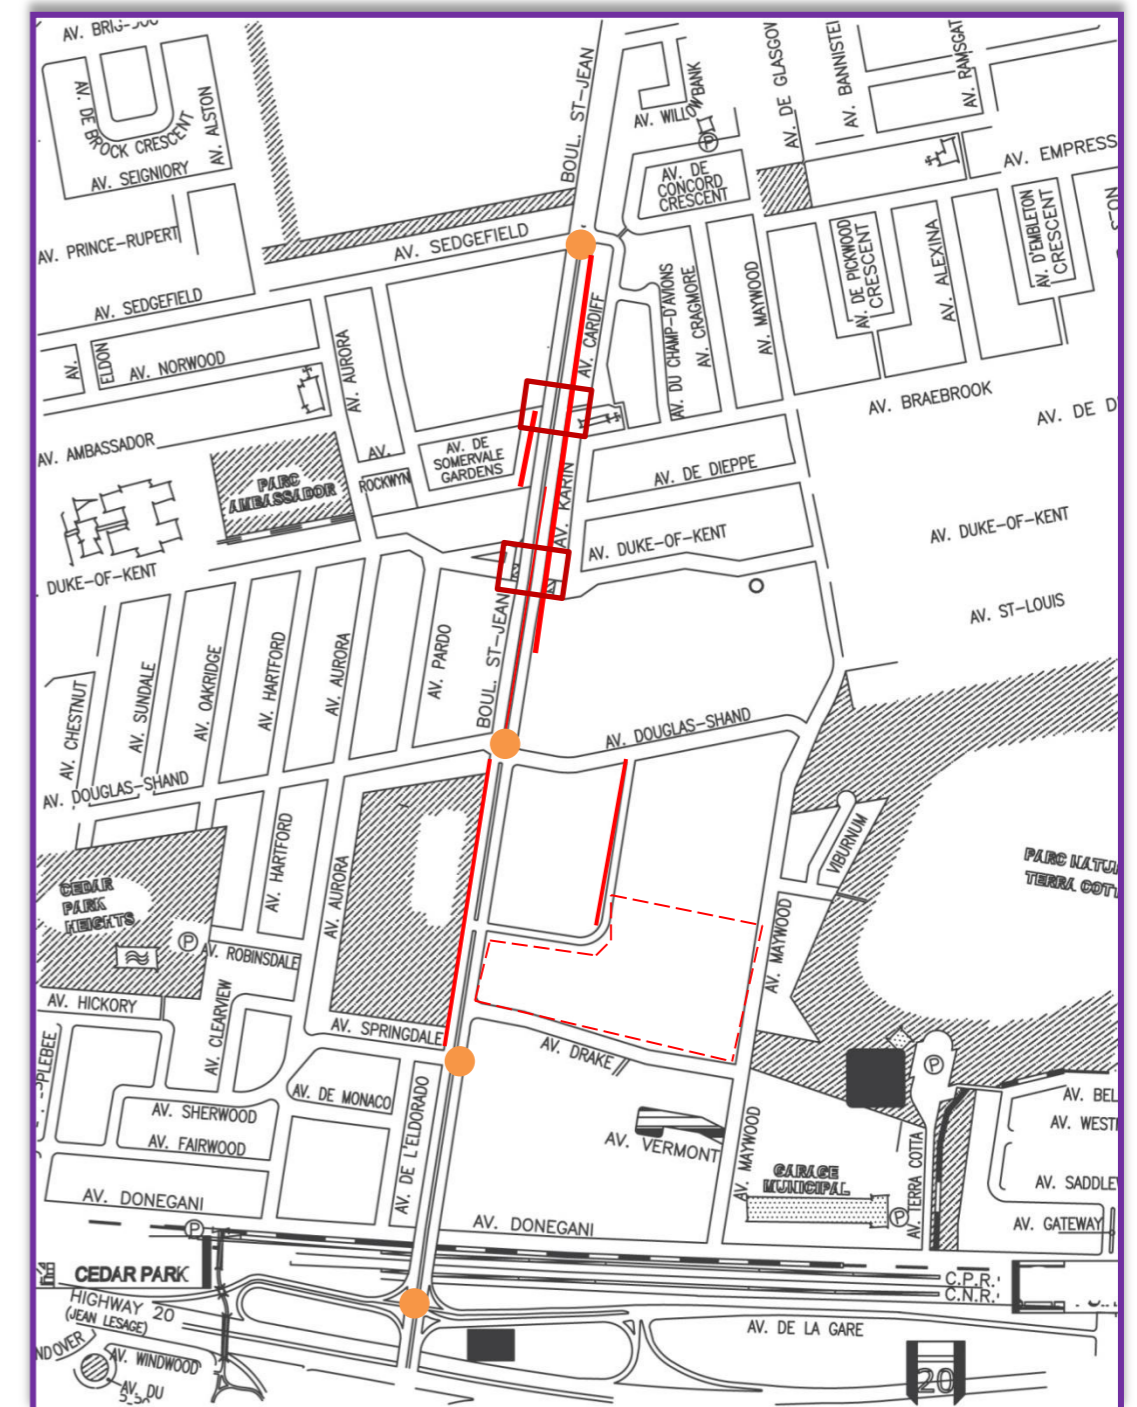 BOUL. ST-JEAN
AV. DE GLASGOW
AV. BANNISTER
AV. DE BROCK CRESCENT
AV. ALSTON
AV. SEIGNIORY
AV. WILLOWBANK
P
AV. DE
CONCORD
CRESCENT
AV. EMPRESS
AV. PRINCE-RUPERT
AV. SEDGEFIELD
AV. SEDGEFIELD
AV. CARDIFF
AV. DU CHAMP-D'AVIONS
AV. CRAGMORE
AV. MAYWOOD
AV. DE PICKWOOD
CRESCENT
AV. ALEXINA
AV. D'EMBLETON
CRESCENT
AV.
ELDON
AV. NORWOOD
AV. AURORA
AV. BRAEBROOK
AV. DE D
AV. AMBASSADOR
AV.
ROCKWYN
AV. DE
SOMERVALE
GARDENS
PARC
AMBASSADOR
AV. KARIN
AV. DE DIEPPE
AV. DUKE-OF-KENT
AV. DUKE-OF-KENT
DUKE-OF-KENT
AV. ST-LOUIS
AV. CHESTNUT
AV. SUNDALE
AV. OAKRIDGE
AV. HARTFORD
AV. AURORA
AV. PARDO
BOUL. ST-JEAN
AV. DOUGLAS-SHAND
AV. DOUGLAS-SHAND
AV. HARTFORD
AV. AURORA
VIBURNUM
PARC NATU
TERRA COTT
CEDAR
PARK
HEIGHTS
P
AV. ROBINSDALE
AV. MAYWOOD
AV. HICKORY
AV. CLEARVIEW
AV. SPRINGDALE
AV. DRAKE
PLEBEE
AV. DE MONACO
AV. SHERWOOD
AV. FAIRWOOD
AV. DE L'ELDORADO
AV. VERMONT
AV. MAYWOOD
P
AV. BEL
AV. WEST
AV. TERRA COTTA
GARAGE
MUNICIPAL
P
AV. SADDLE
AV. GATEWAY
AV. DONEGANI
AV. DONEGANI
P
CEDAR PARK
C.P.R.
C.N.R.
HIGHWAY 20
(JEAN LESAGE)
AV. DE LA GARE
NDOVER
AV. WINDWOOD
AV. DU
20